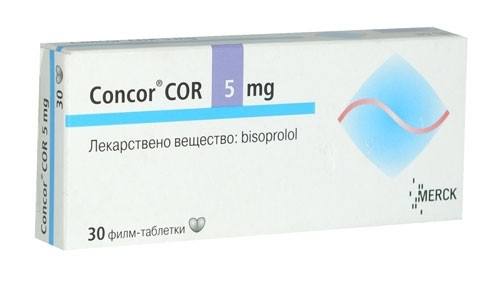 Concor® COR 5 mg
Лекарствено вещество: bisoprolol
30 филм-таблетки
MERCK
Concor® COR 5 mg 30